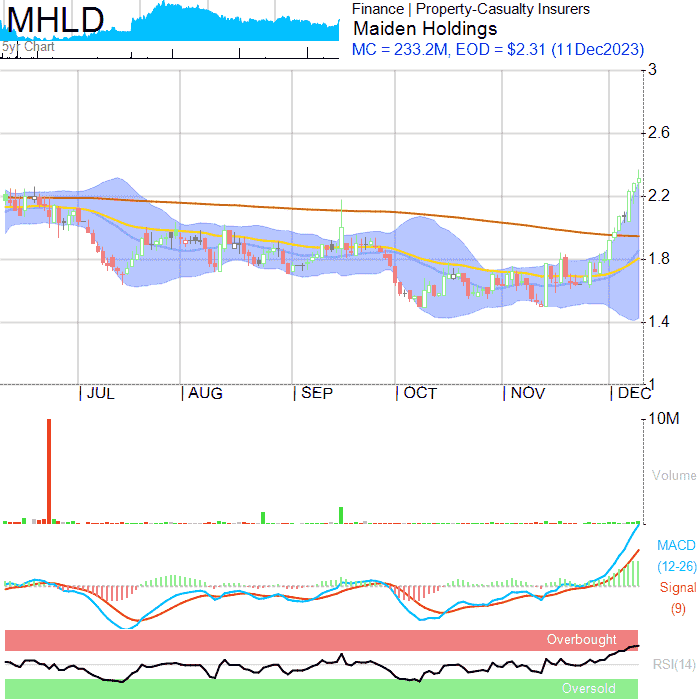 MHLD
5yr Chart
Finance | Property-Casualty Insurers
Maiden Holdings
MC = 233.2M, EOD = $2.31 (11Dec2023)
3
2.6
2.2
1.8
1.4
1
JUL
AUG
SEP
OCT
NOV
DEC
10M
Volume
MACD
(12-26)
Signal
(9)
Overbought
RSI(14)
Oversold